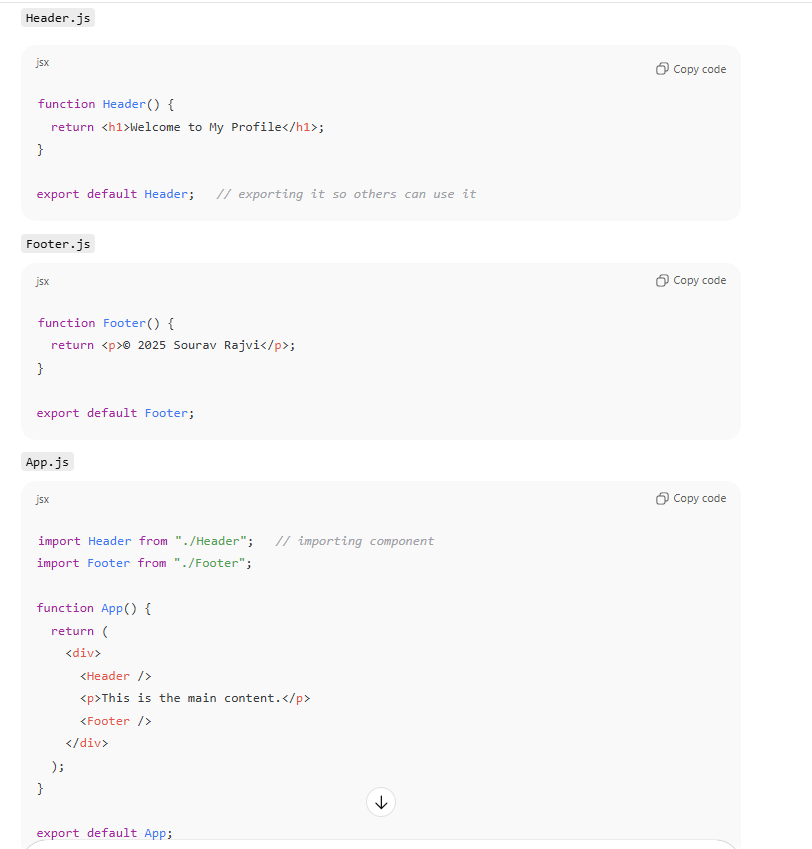 Header.js
jsx
Copy code
function Header() {
  return <h1>Welcome to My Profile</h1>;
}
export default Header;   // exporting it so others can use it
Footer.js
jsx
Copy code
function Footer() {
  return <p>© 2025 Sourav Rajvi</p>;
}
export default Footer;
App.js
jsx
Copy code
import Header from "./Header";   // importing component
import Footer from "./Footer";
function App() {
  return (
    <div>
      <Header />
      <p>This is the main content.</p>
      <Footer />
    </div>
  );
}
export default App;